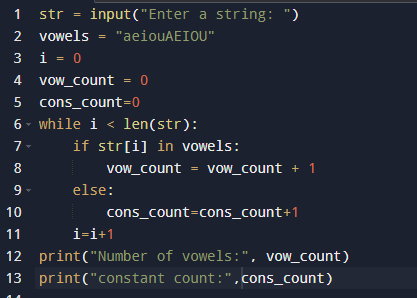 1 str = input("Enter a string: ")
2 vowels = "aeiouAEIOU"
3 i = 0
4 vow_count = 0
5 cons_count=0
6 while i < len(str):
7     if str[i] in vowels:
8         vow_count = vow_count + 1
9     else:
10         cons_count=cons_count+1
11     i=i+1
12 print("Number of vowels:", vow_count)
13 print("constant count:",cons_count)
14